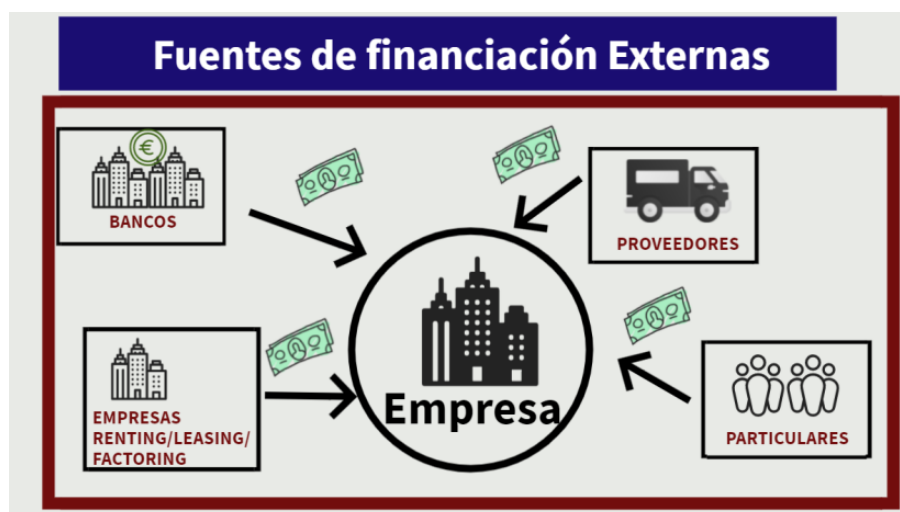 Fuentes de financiación Externas
€
BANCOS
PROVEEDORES
EMPRESAS
RENTING/LEASING/
FACTORING
Empresa
PARTICULARES